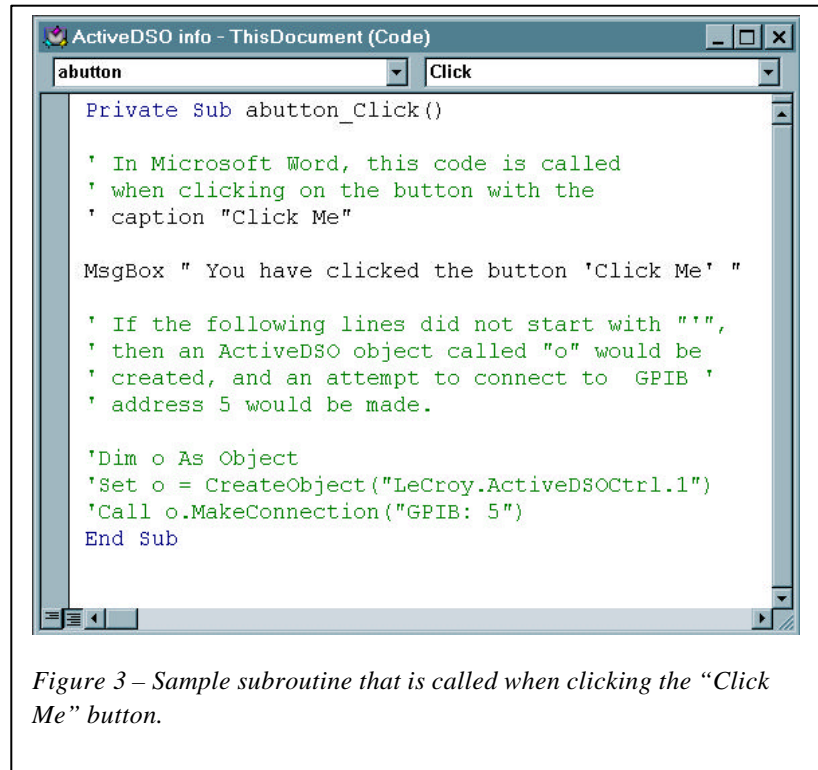 ActiveDSO info - ThisDocument (Code)
abutton Click
Private Sub abutton_Click()
' In Microsoft Word, this code is called
' when clicking on the button with the
' caption "Click Me"
MsgBox " You have clicked the button 'Click Me' "
' If the following lines did not start with "'",
' then an ActiveDSO object called "o" would be
' created, and an attempt to connect to  GPIB '
' address 5 would be made.
'Dim o As Object
'Set o = CreateObject("LeCroy.ActiveDSOCtrl.1")
'Call o.MakeConnection("GPIB: 5")
End Sub
Figure 3 – Sample subroutine that is called when clicking the “Click
Me” button.